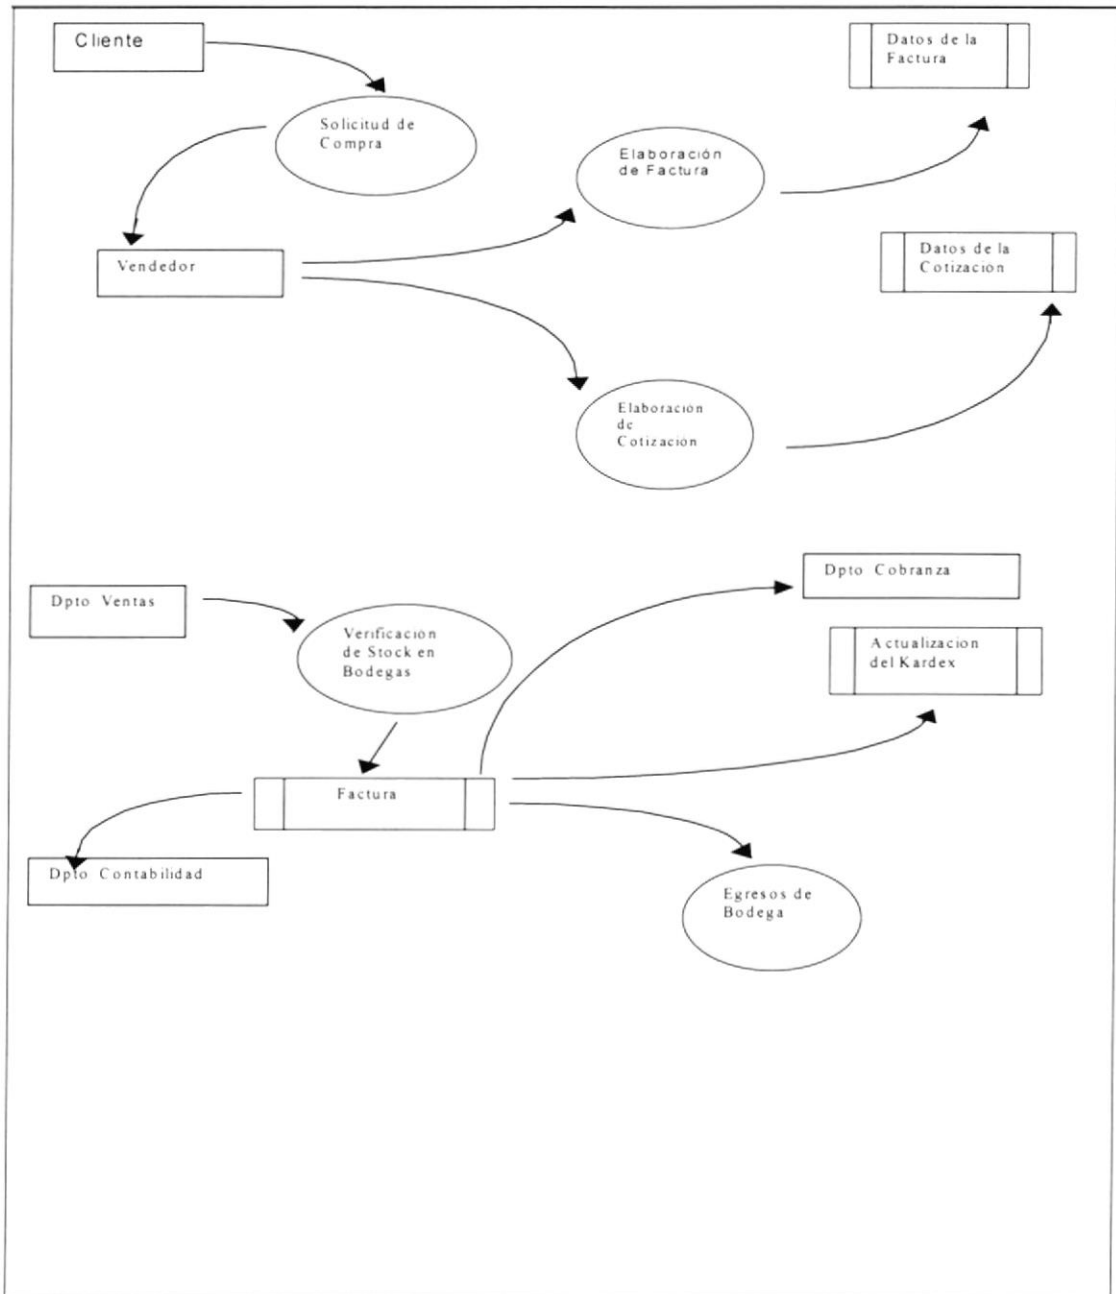 Cliente
Datos de la
Factura
Solicitud de
Compra
Elaboración
de Factura
Vendedor
Datos de la
Cotización
Elaboración
de
Cotización
Dpto Ventas
Verificación
de Stock en
Bodegas
Dpto Cobranza
Actualizacion
del Kardex
Factura
Dpto Contabilidad
Egresos de
Bodega